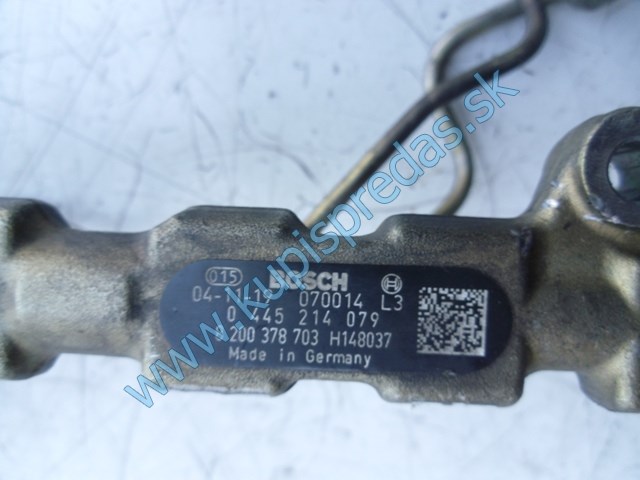 015 BOSCH
070014 L3
0 445 214 079
8200 378 703 H148037
Made in Germany
www.kupispredas.sk